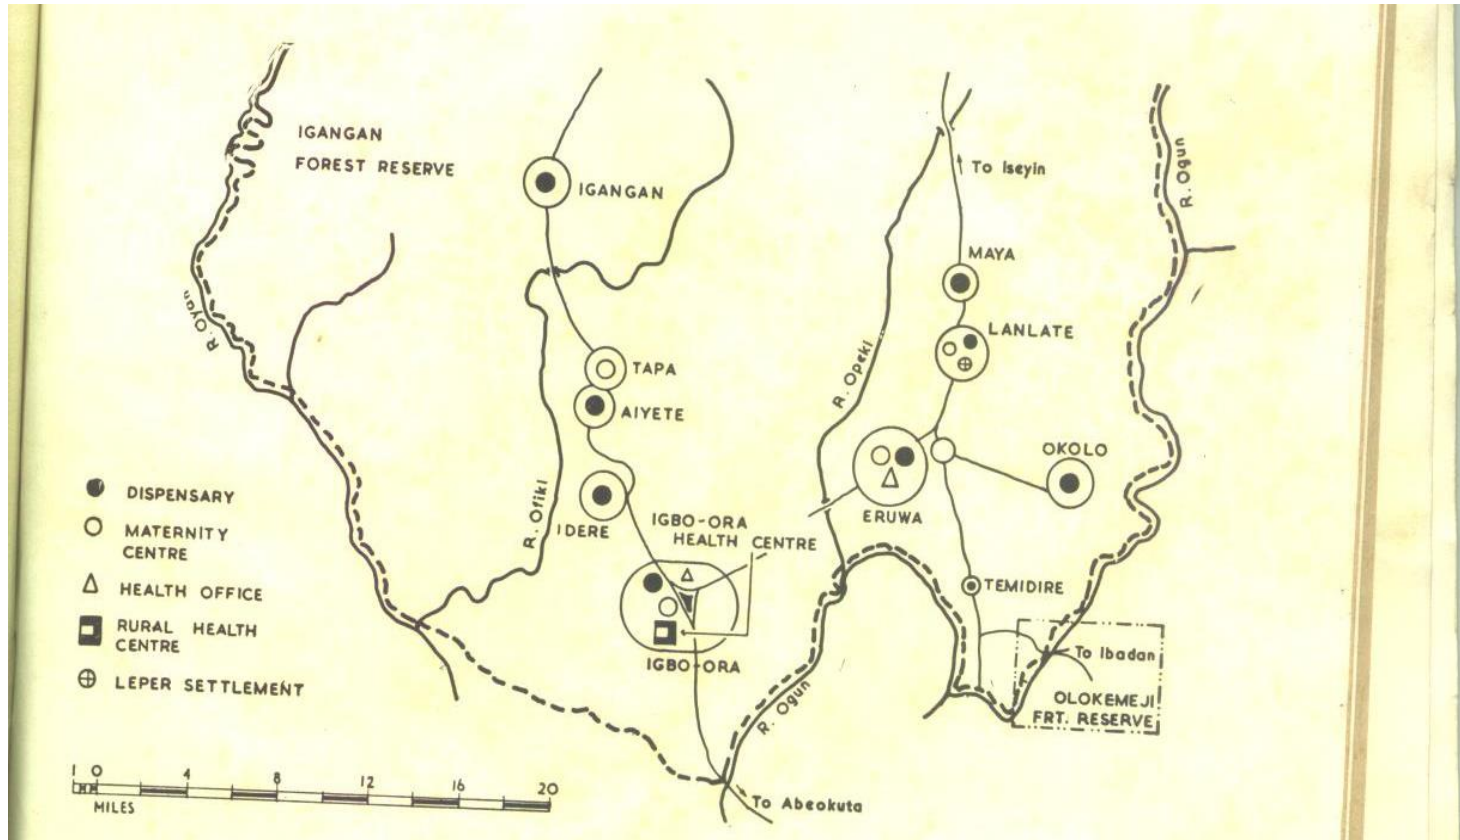 IGANGAN
FOREST RESERVE
IGANGAN
To Iseyin
R. Ogun
MAYA
LANLATE
R. Oyan
R. Opeki
TAPA
AIYETE
OKOLO
ERUWA
IDERE
R. Ofiki
IGBO-ORA
HEALTH CENTRE
TEMIDIRE
IGBO-ORA
To Ibadan
OLOKEMEJI
FRT. RESERVE
R. Ogun
To Abeokuta
DISPENSARY
MATERNITY
CENTRE
HEALTH OFFICE
RURAL HEALTH
CENTRE
LEPER SETTLEMENT
1 0 4 8 12 16 20
MILES